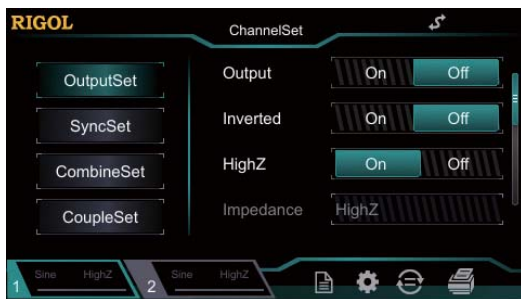 RIGOL
ChannelSet
OutputSet
SyncSet
CombineSet
CoupleSet
Output On Off
Inverted On Off
HighZ On Off
Impedance HighZ
1 Sine HighZ
2 Sine HighZ